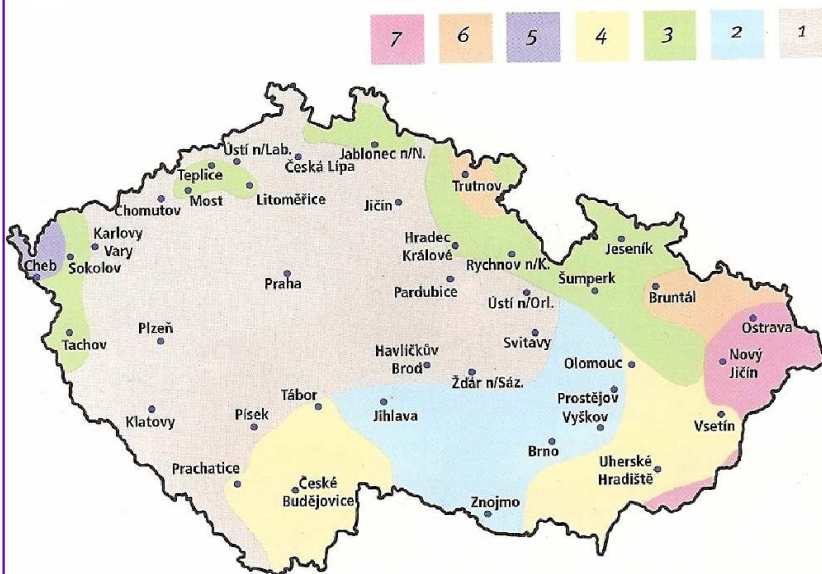 7 6 5 4 3 2 1
Ústí n/Lab.
Teplice
Česká Lípa
Jablonec n/N.
Trutnov
Chomutov
Most
Litoměřice
Jičín
Karlovy
Vary
Cheb
Sokolov
Hradec
Králové
Rychnov n/K.
Jeseník
Šumperk
Bruntál
Praha
Pardubice
Ústí n/Orl.
Ostrava
Tachov
Plzeň
Svitavy
Havlíčkův
Brod
Žďár n/Sáz.
Olomouc
Nový
Jičín
Klatovy
Písek
Tábor
Jihlava
Prostějov
Vyškov
Vsetín
Brno
Prachatice
České
Budějovice
Uherské
Hradiště
Znojmo